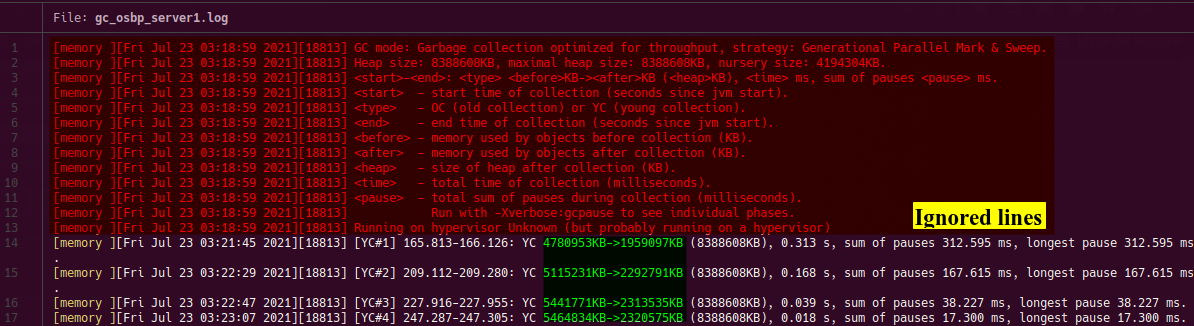 File: gc_osbp_server1.log
1 [memory ][Fri Jul 23 03:18:59 2021][18813] GC mode: Garbage collection optimized for throughput, strategy: Generational Parallel Mark & Sweep.
2 [memory ][Fri Jul 23 03:18:59 2021][18813] Heap size: 8388608KB, maximal heap size: 8388608KB, nursery size: 4194304KB.
3 [memory ][Fri Jul 23 03:18:59 2021][18813] <start>-<end>: <type> <before>KB-><after>KB (<heap>KB), <time> ms, sum of pauses <pause> ms.
4 [memory ][Fri Jul 23 03:18:59 2021][18813] <start> - start time of collection (seconds since jvm start).
5 [memory ][Fri Jul 23 03:18:59 2021][18813] <type> - OC (old collection) or YC (young collection).
6 [memory ][Fri Jul 23 03:18:59 2021][18813] <end> - end time of collection (seconds since jvm start).
7 [memory ][Fri Jul 23 03:18:59 2021][18813] <before> - memory used by objects before collection (KB).
8 [memory ][Fri Jul 23 03:18:59 2021][18813] <after> - memory used by objects after collection (KB).
9 [memory ][Fri Jul 23 03:18:59 2021][18813] <heap> - size of heap after collection (KB).
10 [memory ][Fri Jul 23 03:18:59 2021][18813] <time> - total time of collection (milliseconds).
11 [memory ][Fri Jul 23 03:18:59 2021][18813] <pause> - total sum of pauses during collection (milliseconds).
12 [memory ][Fri Jul 23 03:18:59 2021][18813] Run with -Xverbose:gcpause to see individual phases.
13 [memory ][Fri Jul 23 03:18:59 2021][18813] Running on hypervisor Unknown (but probably running on a hypervisor)
Ignored lines
14 [memory ][Fri Jul 23 03:21:45 2021][18813] [YC#1] 165.813-166.126: YC 4780953KB->1959097KB (8388608KB), 0.313 s, sum of pauses 312.595 ms, longest pause 312.595 ms
.
15 [memory ][Fri Jul 23 03:22:29 2021][18813] [YC#2] 209.112-209.280: YC 5115231KB->2292791KB (8388608KB), 0.168 s, sum of pauses 167.615 ms, longest pause 167.615 ms
.
16 [memory ][Fri Jul 23 03:22:47 2021][18813] [YC#3] 227.916-227.955: YC 5441771KB->2313535KB (8388608KB), 0.039 s, sum of pauses 38.227 ms, longest pause 38.227 ms.
17 [memory ][Fri Jul 23 03:23:07 2021][18813] [YC#4] 247.287-247.305: YC 5464834KB->2320575KB (8388608KB), 0.018 s, sum of pauses 17.300 ms, longest pause 17.300 ms.